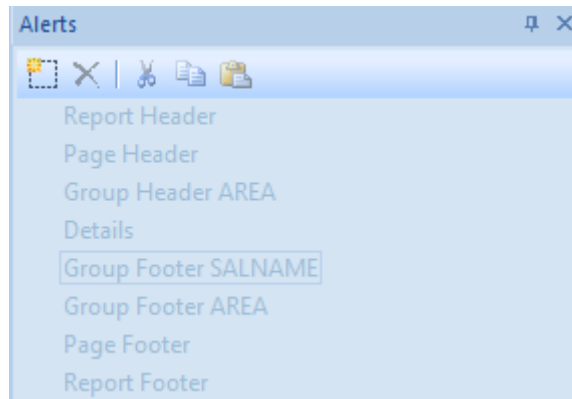 Alerts
Report Header
Page Header
Group Header AREA
Details
Group Footer SALNAME
Group Footer AREA
Page Footer
Report Footer